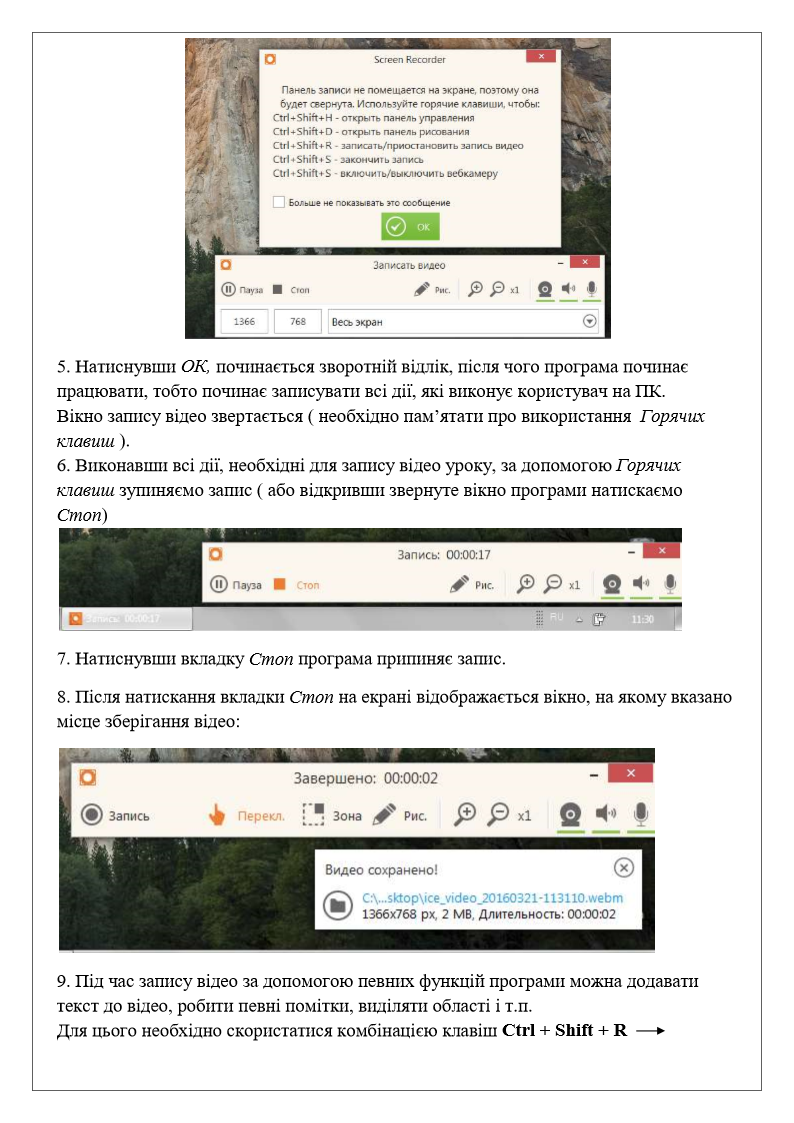 Screen Recorder
Панель записи не помещается на экране, поэтому она
будет свернута. Используйте горячие клавиши, чтобы:
Ctrl+Shift+H - открыть панель управления
Ctrl+Shift+D - открыть панель рисования
Ctrl+Shift+R - записать/приостановить запись видео
Ctrl+Shift+S - закончить запись
Ctrl+Shift+S - включить/выключить вебкамеру
Больше не показывать это сообщение
OK
Записать видео
Пауза Стоп Рис. x1
1366 768 Весь экран
5. Натиснувши ОК, починається зворотній відлік, після чого програма починає
працювати, тобто починає записувати всі дії, які виконує користувач на ПК.
Вікно запису відео звертається ( необхідно пам’ятати про використання Горячих
клавиш ).
6. Виконавши всі дії, необхідні для запису відео уроку, за допомогою Горячих
клавиш зупиняємо запис ( або відкривши звернуте вікно програми натискаємо
Стоп)
Запись: 00:00:17
Пауза Стоп Рис. x1
Запись: 00:00:17 RU 11:30
7. Натиснувши вкладку Стоп програма припиняє запис.
8. Після натискання вкладки Стоп на екрані відображається вікно, на якому вказано
місце зберігання відео:
Завершено: 00:00:02
Запись Перекл. Зона Рис. x1
Видео сохранено!
C:\...sktop\ice_video_20160321-113110.webm
1366x768 px, 2 MB, Длительность: 00:00:02
9. Під час запису відео за допомогою певних функцій програми можна додавати
текст до відео, робити певні помітки, виділяти області і т.п.
Для цього необхідно скористатися комбінацією клавіш Ctrl + Shift + R